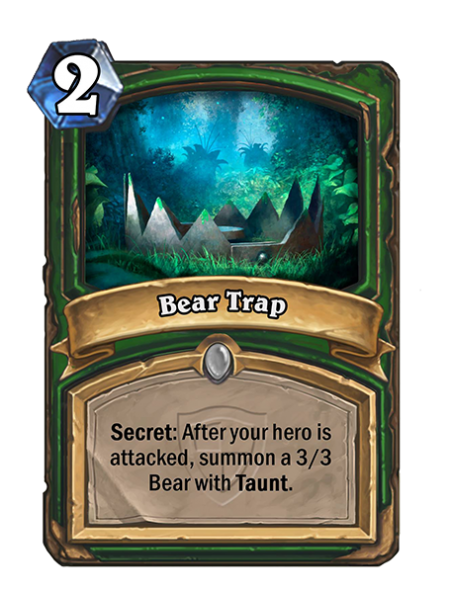 2
Bear Trap
Secret: After your hero is
attacked, summon a 3/3
Bear with Taunt.